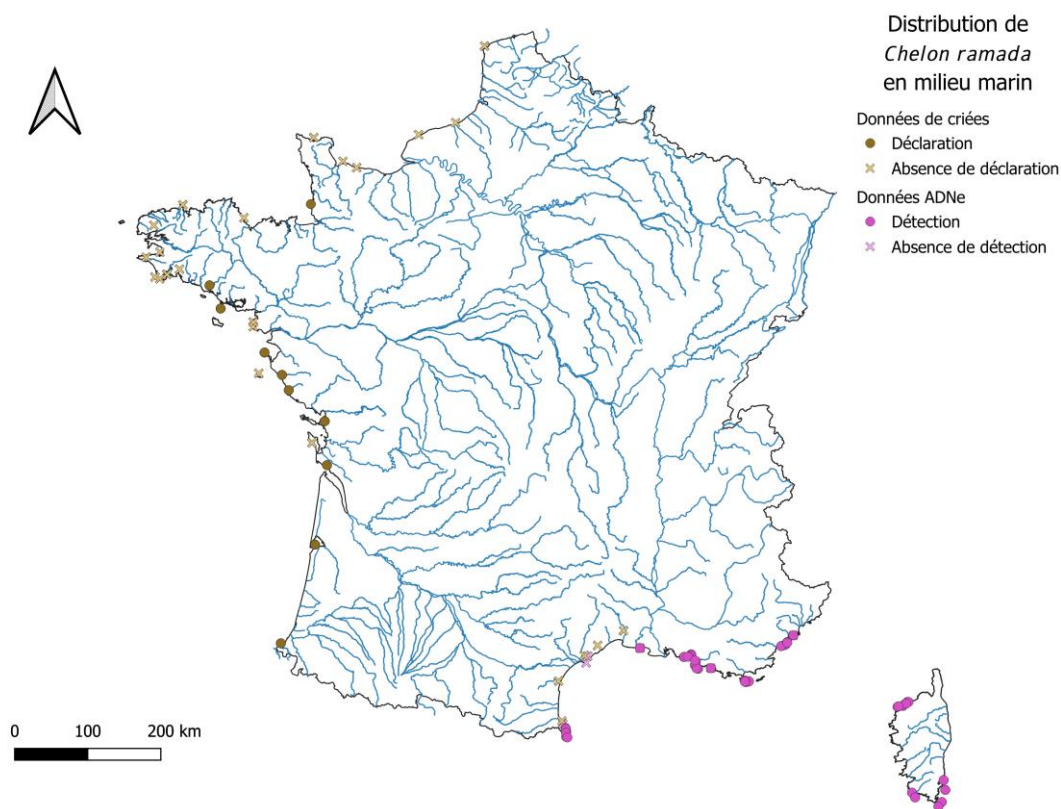 Distribution de
Chelon ramada
en milieu marin
Données de criées
Déclaration
Absence de déclaration
Données ADNe
Détection
Absence de détection
0 100 200 km